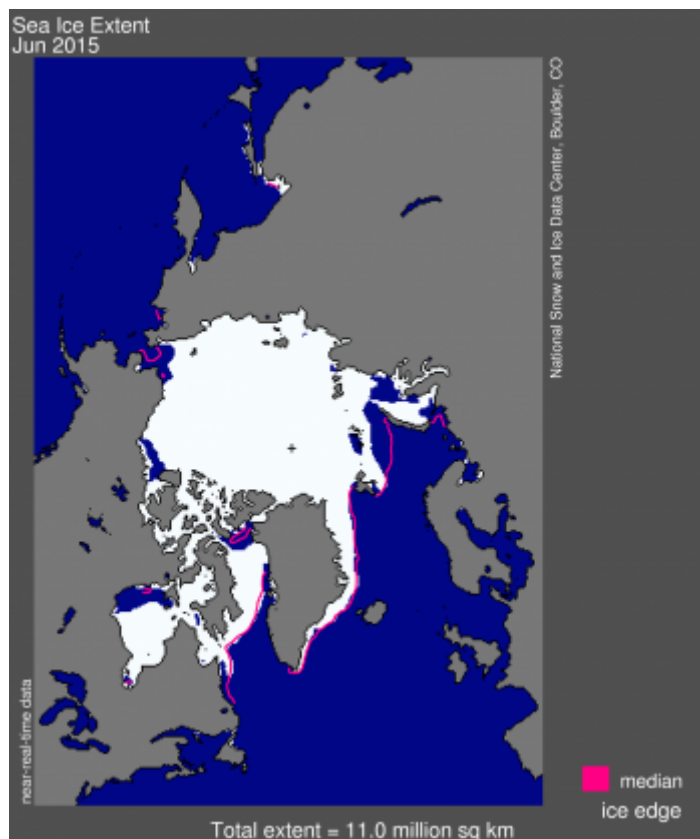 Sea Ice Extent
Jun 2015
National Snow and Ice Data Center, Boulder, CO
near-real-time data
median
ice edge
Total extent = 11.0 million sq km